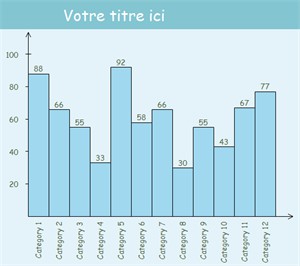 Votre titre ici
100
80
60
40
20
88
66
55
33
92
58
66
30
55
43
67
77
Category 1
Category 2
Category 3
Category 4
Category 5
Category 6
Category 7
Category 8
Category 9
Category 10
Category 11
Category 12